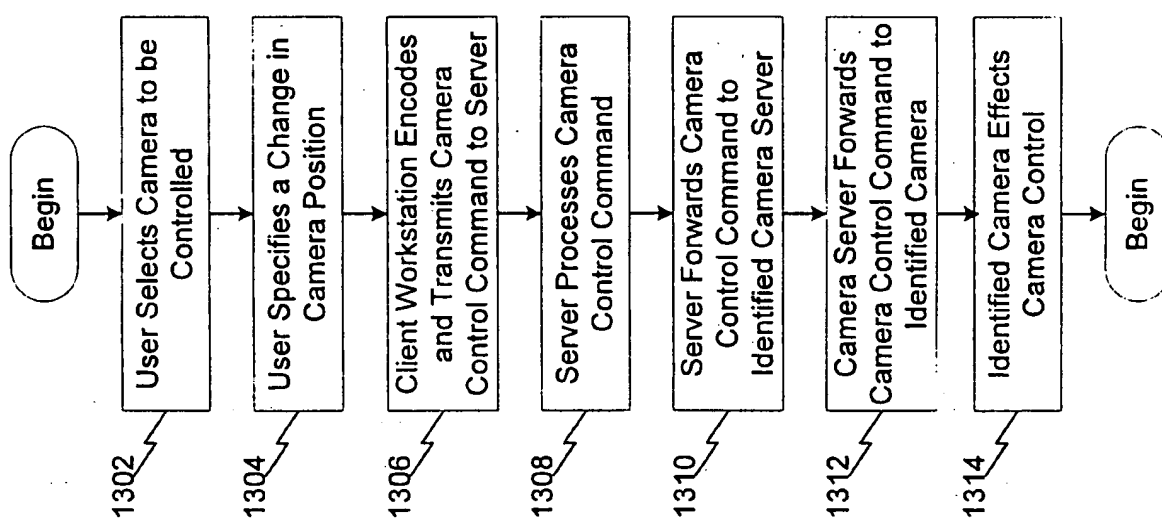 Begin
1302
User Selects Camera to be
Controlled
1304
User Specifies a Change in
Camera Position
1306
Client Workstation Encodes
and Transmits Camera
Control Command to Server
1308
Server Processes Camera
Control Command
1310
Server Forwards Camera
Control Command to
Identified Camera Server
1312
Camera Server Forwards
Camera Control Command to
Identified Camera
1314
Identified Camera Effects
Camera Control
Begin